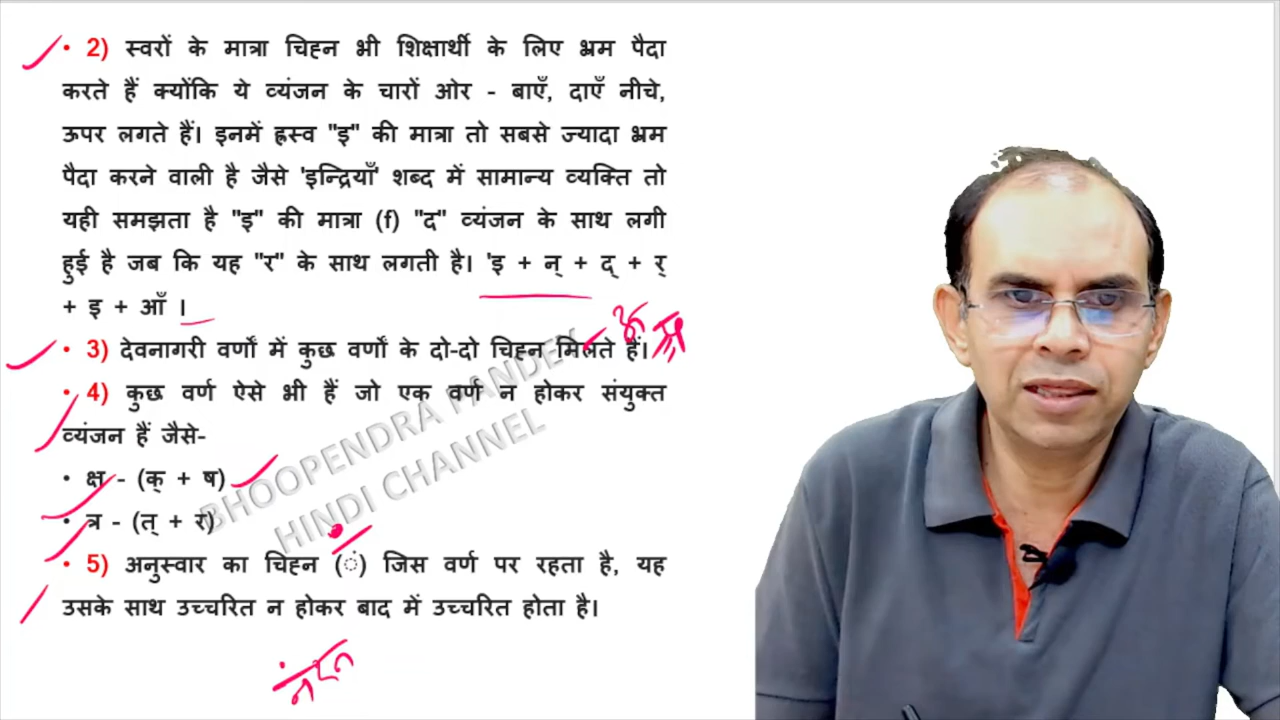 • 2) स्वरों के मात्रा चिह्न भी शिक्षार्थी के लिए भ्रम पैदा
करते हैं क्योंकि ये व्यंजन के चारों ओर - बाएँ, दाएँ नीचे,
ऊपर लगते हैं। इनमें ह्रस्व "इ" की मात्रा तो सबसे ज्यादा भ्रम
पैदा करने वाली है जैसे 'इन्द्रियाँ' शब्द में सामान्य व्यक्ति तो
यही समझता है "इ" की मात्रा (f) "द" व्यंजन के साथ लगी
हुई है जब कि यह "र" के साथ लगती है। 'इ + न् + द् + र्
+ इ + आँ ।
• 3) देवनागरी वर्णों में कुछ वर्णों के दो-दो चिह्न मिलते हैं।
• 4) कुछ वर्ण ऐसे भी हैं जो एक वर्ण न होकर संयुक्त
व्यंजन हैं जैसे-
• क्ष - (क् + ष)
• त्र - (त् + र)
• 5) अनुस्वार का चिह्न (ं) जिस वर्ण पर रहता है, यह
उसके साथ उच्चरित न होकर बाद में उच्चरित होता है।
BHOOPENDRA PANDEY
HINDI CHANNEL